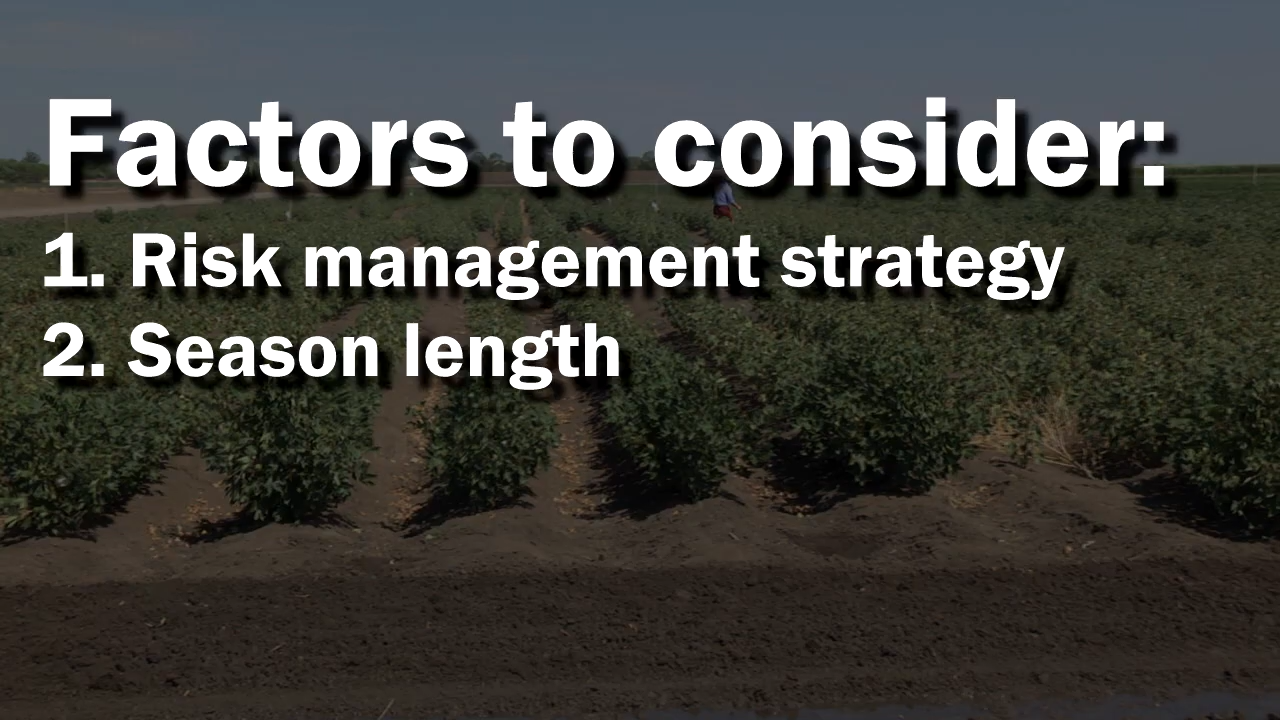 Factors to consider:
1. Risk management strategy
2. Season length